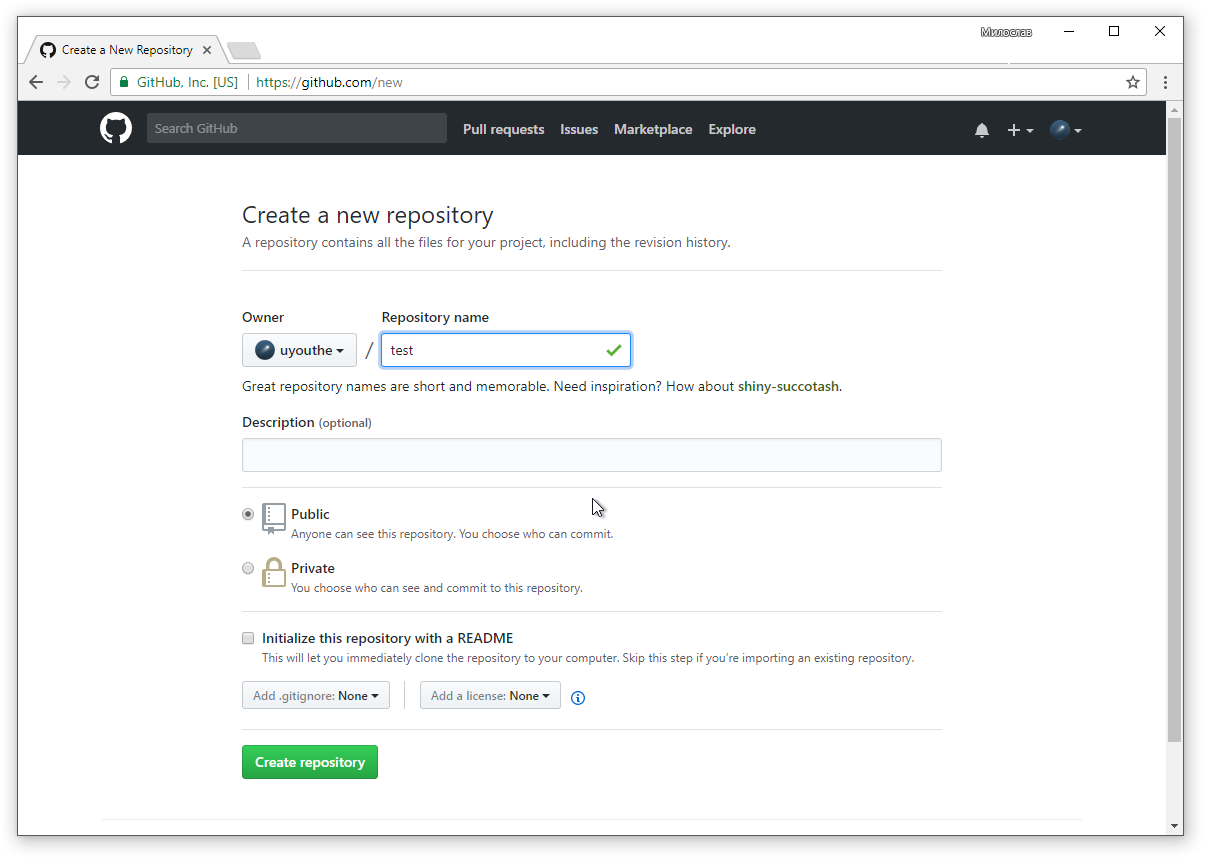 Милослав
Create a New Repository
GitHub, Inc. [US] https://github.com/new
Search GitHub Pull requests Issues Marketplace Explore
Create a new repository
A repository contains all the files for your project, including the revision history.
Owner Repository name
uyouthe / test
Great repository names are short and memorable. Need inspiration? How about shiny-succotash.
Description (optional)
Public
Anyone can see this repository. You choose who can commit.
Private
You choose who can see and commit to this repository.
Initialize this repository with a README
This will let you immediately clone the repository to your computer. Skip this step if you’re importing an existing repository.
Add .gitignore: None Add a license: None
Create repository